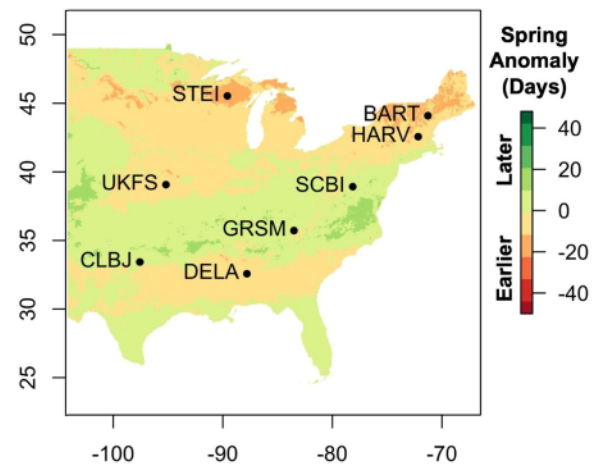 Spring
Anomaly
(Days)
50
45
40
35
30
25
STEI
BART
HARV
UKFS
SCBI
GRSM
CLBJ
DELA
-100
-90
-80
-70
Later
Earlier
40
20
0
-20
-40